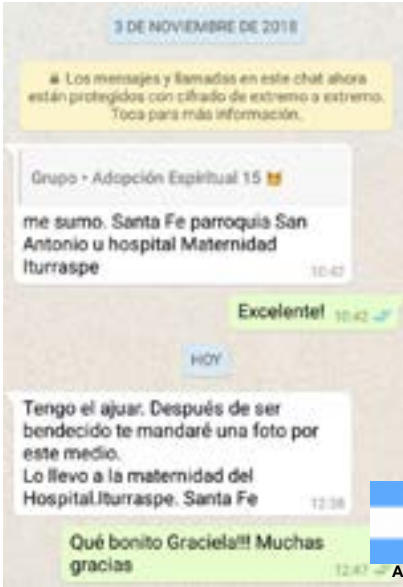 3 DE NOVIEMBRE DE 2018
Los mensajes y llamadas en este chat ahora
están protegidos con cifrado de extremo a extremo.
Toca para más información.
Grupo • Adopción Espiritual 15
me sumo. Santa Fe parroquia San
Antonio u hospital Maternidad
Iturraspe
10:42
Excelente!
10:42
HOY
Tengo el ajuar. Después de ser
bendecido te mandaré una foto por
este medio.
Lo llevo a la maternidad del
Hospital.Iturraspe. Santa Fe
12:38
Qué bonito Graciela!!! Muchas
gracias
12:47
A